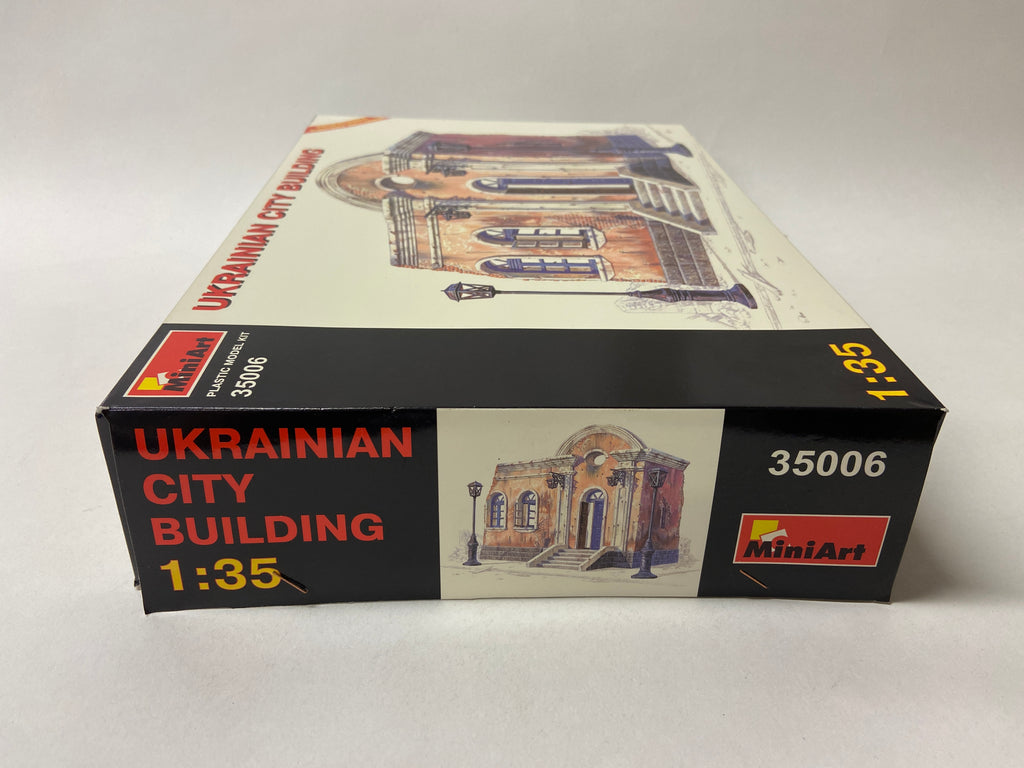 UKRAINIAN CITY BUILDING
MiniArt
PLASTIC MODEL KIT
35006
1:35
UKRAINIAN
CITY
BUILDING
1:35
35006
MiniArt